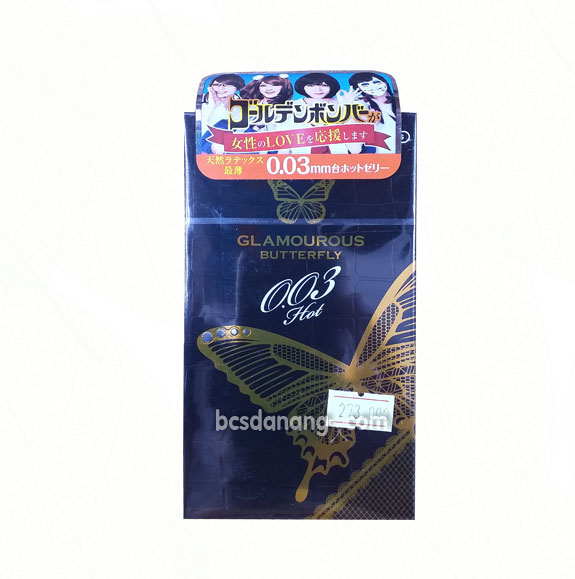 ゴールデンボンバーが
女性のLOVEを応援します
天然ラテックス
最薄
0.03mm台ホットゼリー
GLAMOUROUS
BUTTERFLY
0.03
Hot
bcsdanang.com